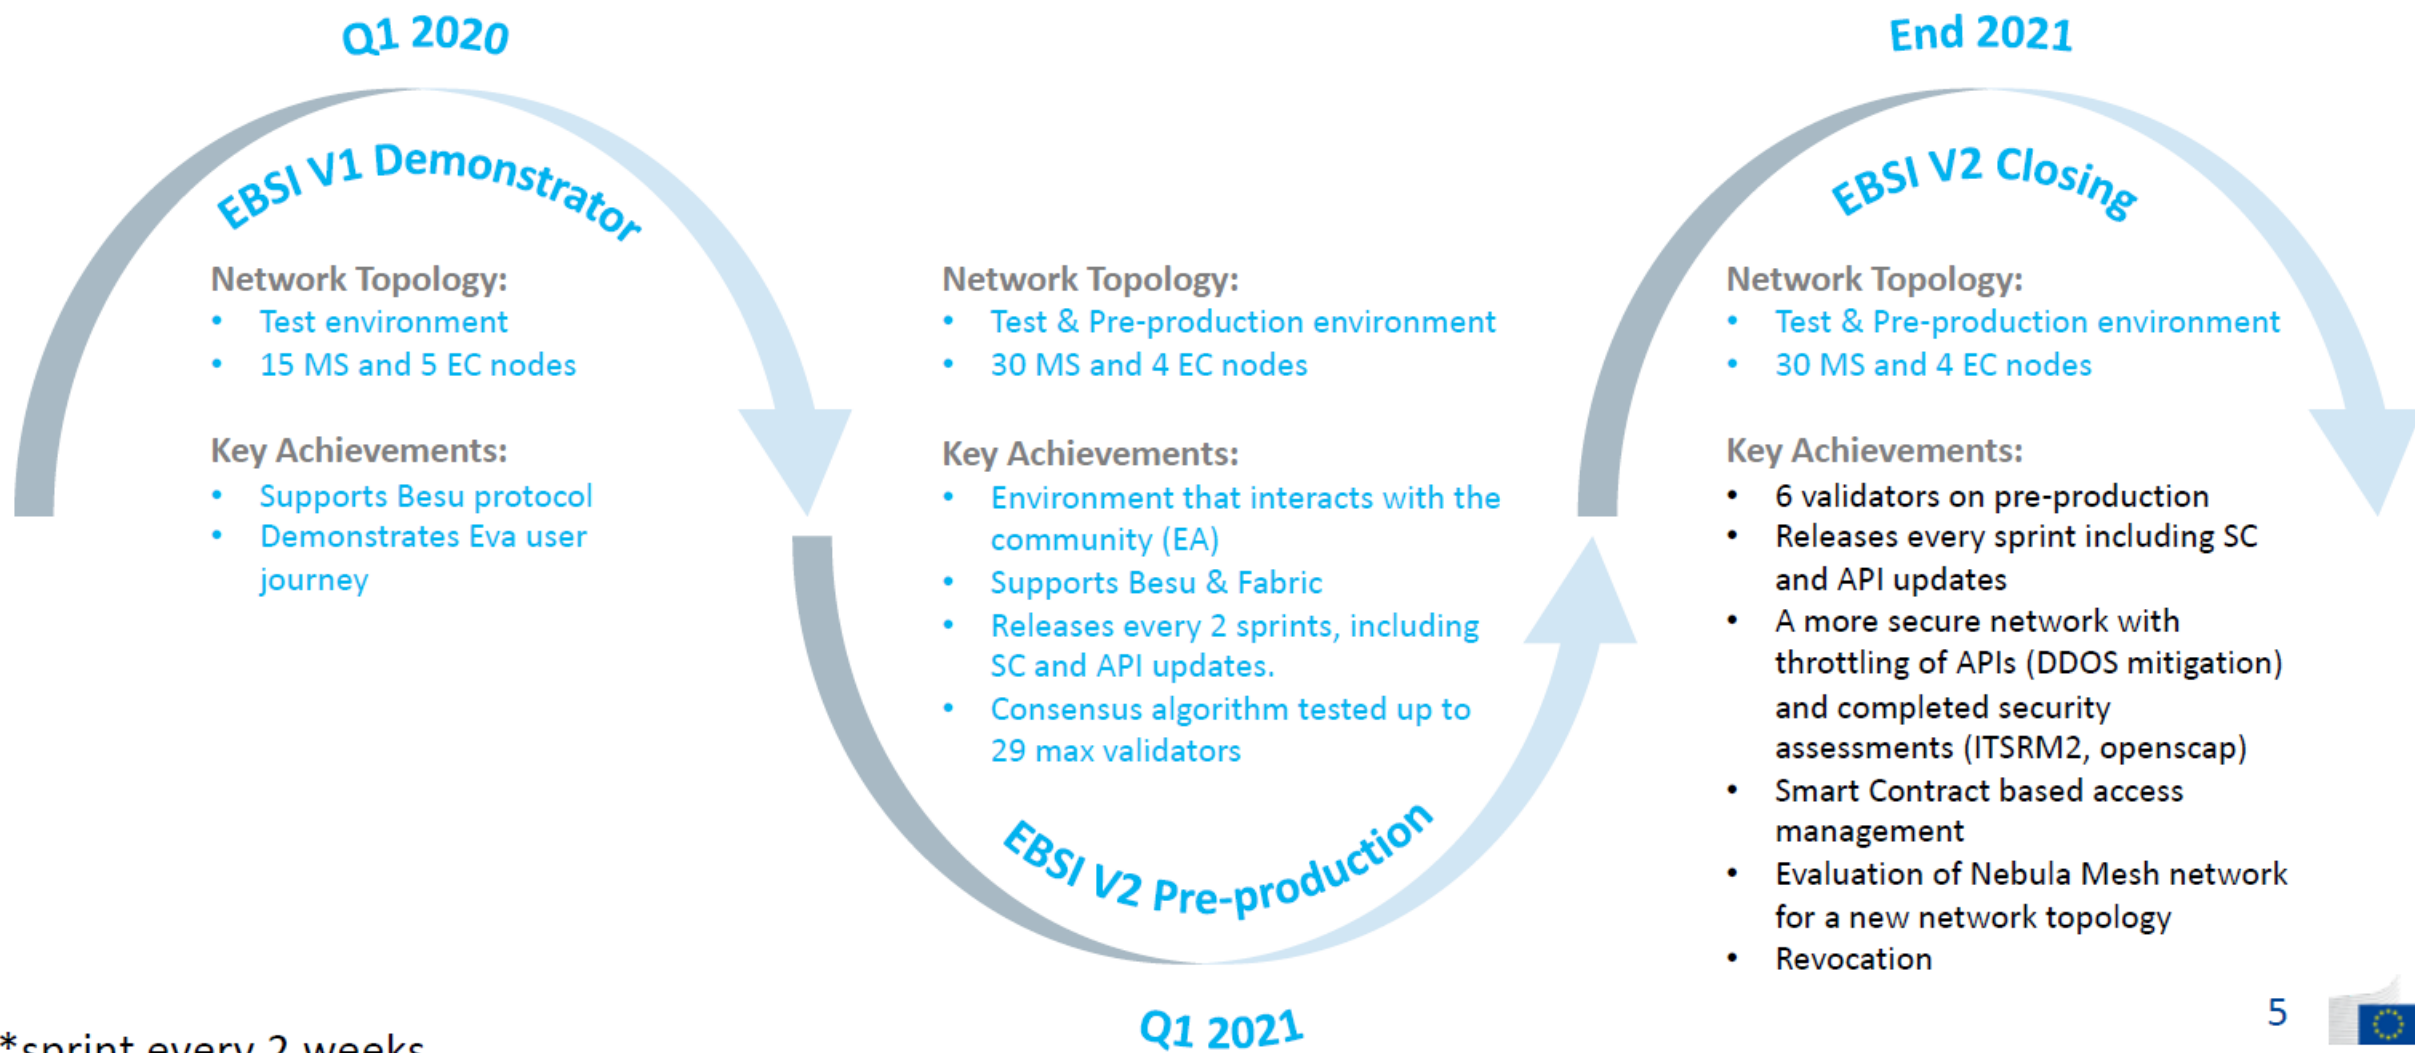 Q1 2020
EBSI V1 Demonstrator
Network Topology:
• Test environment
• 15 MS and 5 EC nodes
Key Achievements:
• Supports Besu protocol
• Demonstrates Eva user
journey
Network Topology:
• Test & Pre-production environment
• 30 MS and 4 EC nodes
Key Achievements:
• Environment that interacts with the
community (EA)
• Supports Besu & Fabric
• Releases every 2 sprints, including
SC and API updates.
• Consensus algorithm tested up to
29 max validators
EBSI V2 Pre-production
Q1 2021
End 2021
EBSI V2 Closing
Network Topology:
• Test & Pre-production environment
• 30 MS and 4 EC nodes
Key Achievements:
• 6 validators on pre-production
• Releases every sprint including SC
and API updates
• A more secure network with
throttling of APIs (DDOS mitigation)
and completed security
assessments (ITSRM2, openscap)
• Smart Contract based access
management
• Evaluation of Nebula Mesh network
for a new network topology
• Revocation
*sprint every 2 weeks
5